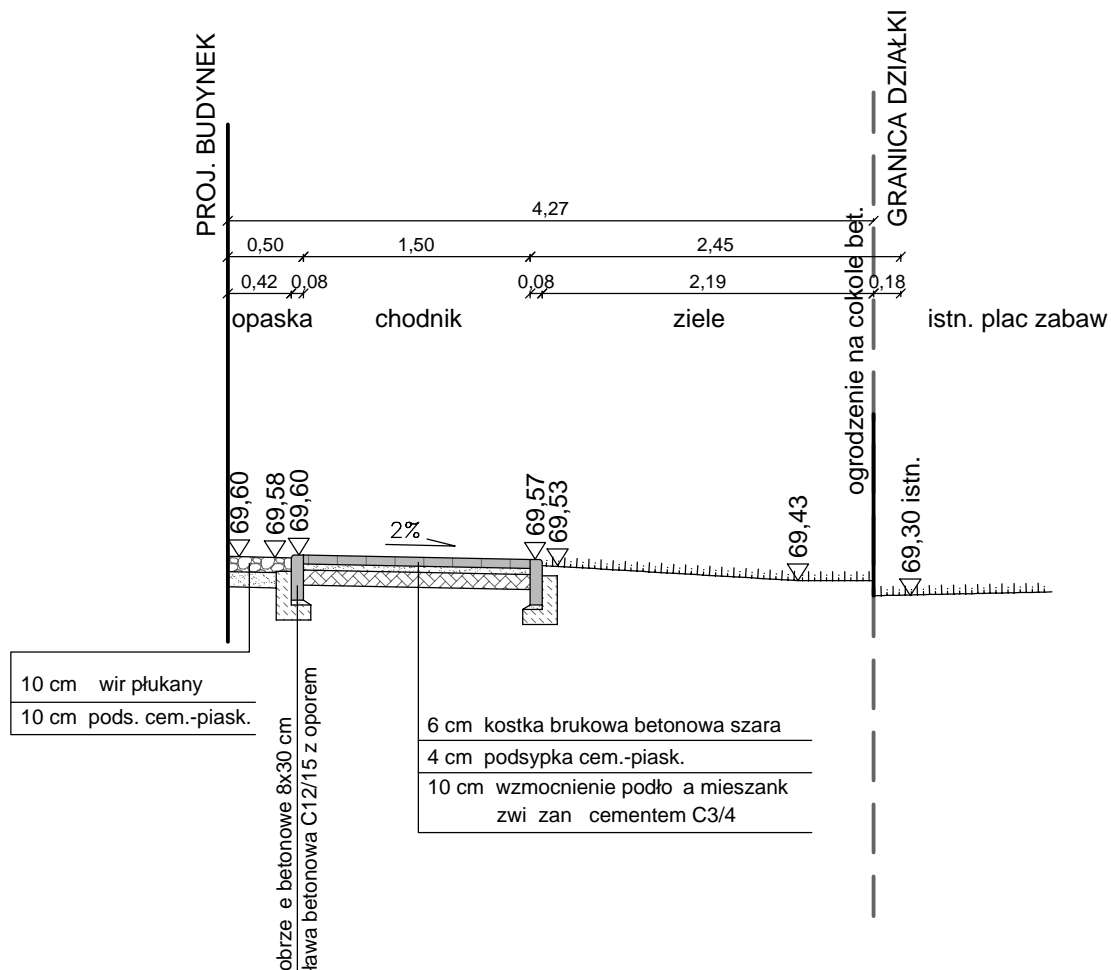 PROJ. BUDYNEK
GRANICA DZIAŁKI
4,27
0,50
1,50
2,45
0,42
0,08
0,08
2,19
0,18
opaska
chodnik
ziele
istn. plac zabaw
ogrodzenie na cokole bet.
69,60
69,58
69,60
2%
69,57
69,53
69,43
69,30 istn.
10 cm wir płukany
10 cm pods. cem.-piask.
6 cm kostka brukowa betonowa szara
4 cm podsypka cem.-piask.
10 cm wzmocnienie podło a mieszank
zwi zan cementem C3/4
obrze e betonowe 8x30 cm
ława betonowa C12/15 z oporem